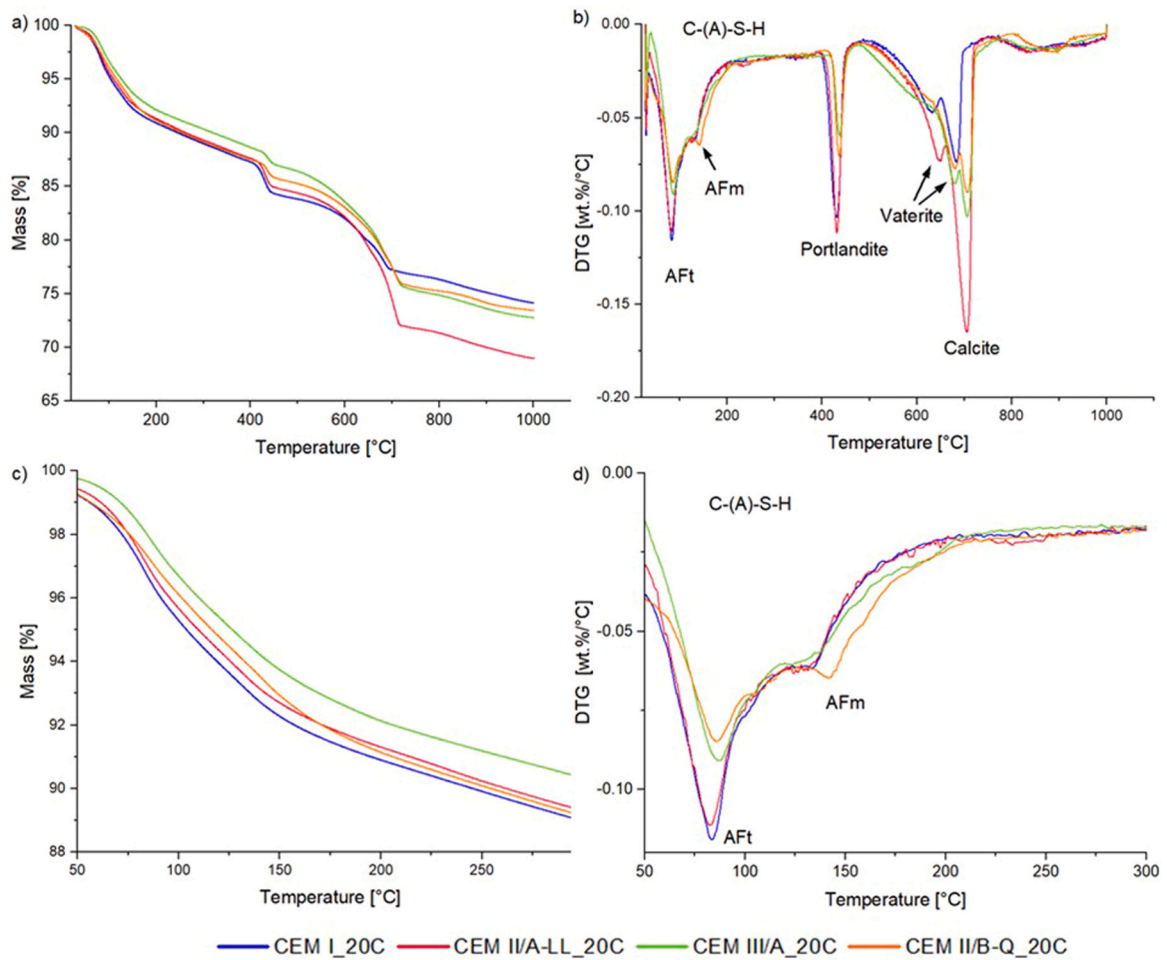 a)
100
95
90
85
80
75
70
65
Mass [%]
200 400 600 800 1000
Temperature [°C]
b)
0.00
-0.05
-0.10
-0.15
-0.20
DTG [wt.%/°C]
C-(A)-S-H
AFm
AFt
Portlandite
Vaterite
Calcite
200 400 600 800 1000
Temperature [°C]
c)
100
98
96
94
92
90
88
Mass [%]
50 100 150 200 250
Temperature [°C]
d)
0.00
-0.05
-0.10
DTG [wt.%/°C]
C-(A)-S-H
AFm
AFt
50 100 150 200 250 300
Temperature [°C]
CEM I_20C CEM II/A-LL_20C CEM III/A_20C CEM II/B-Q_20C